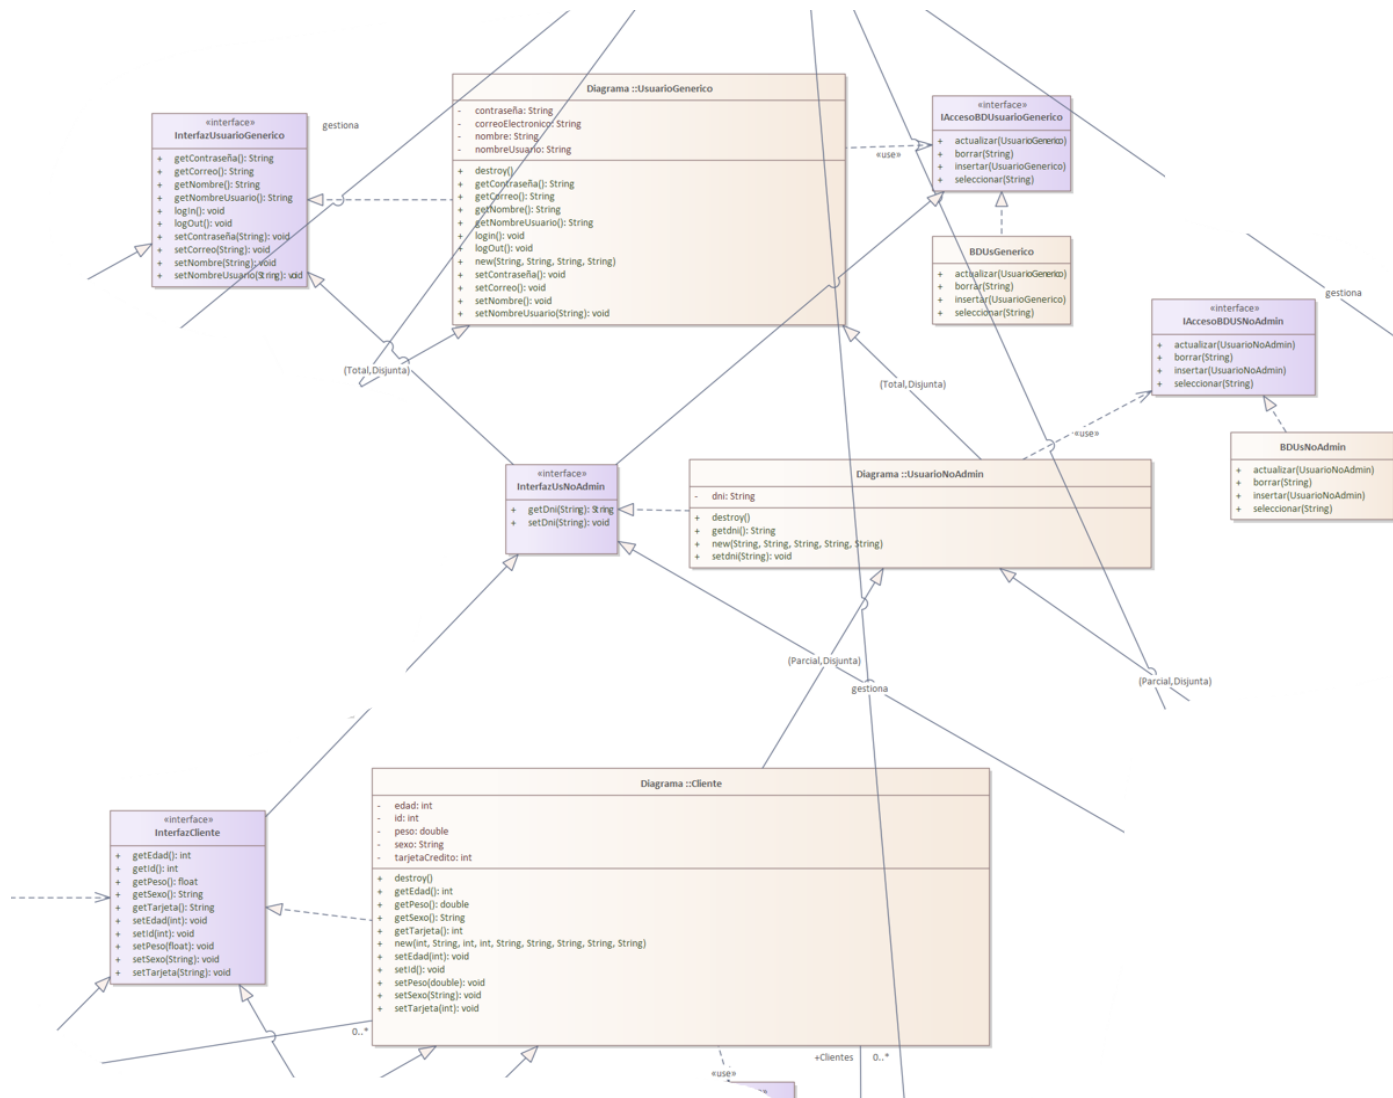 «interface»
InterfazUsuarioGenerico
+ getContraseña(): String
+ getCorreo(): String
+ getNombre(): String
+ getNombreUsuario(): String
+ logIn(): void
+ logOut(): void
+ setContraseña(String): void
+ setCorreo(String): void
+ setNombre(String): void
+ setNombreUsuario(String): void
gestiona
Diagrama ::UsuarioGenerico
- contraseña: String
- correoElectronico: String
- nombre: String
- nombreUsuario: String
+ destroy()
+ getContraseña(): String
+ getCorreo(): String
+ getNombre(): String
+ getNombreUsuario(): String
+ logIn(): void
+ logOut(): void
+ new(String, String, String, String)
+ setContraseña(): void
+ setCorreo(): void
+ setNombre(): void
+ setNombreUsuario(String): void
«use»
«interface»
IAccesoBDUsuarioGenerico
+ actualizar(UsuarioGenerico)
+ borrar(String)
+ insertar(UsuarioGenerico)
+ seleccionar(String)
BDUsGenerico
+ actualizar(UsuarioGenerico)
+ borrar(String)
+ insertar(UsuarioGenerico)
+ seleccionar(String)
gestiona
«interface»
IAccesoBDUSNoAdmin
+ actualizar(UsuarioNoAdmin)
+ borrar(String)
+ insertar(UsuarioNoAdmin)
+ seleccionar(String)
(Total,Disjunta)
(Total,Disjunta)
«use»
BDUsNoAdmin
+ actualizar(UsuarioNoAdmin)
+ borrar(String)
+ insertar(UsuarioNoAdmin)
+ seleccionar(String)
«interface»
InterfazUsNoAdmin
+ getDni(String): String
+ setDni(String): void
Diagrama ::UsuarioNoAdmin
- dni: String
+ destroy()
+ getdni(): String
+ new(String, String, String, String, String)
+ setdni(String): void
(Parcial,Disjunta)
gestiona
(Parcial,Disjunta)
«interface»
InterfazCliente
+ getEdad(): int
+ getId(): int
+ getPeso(): float
+ getSexo(): String
+ getTarjeta(): String
+ setEdad(int): void
+ setId(int): void
+ setPeso(float): void
+ setSexo(String): void
+ setTarjeta(String): void
Diagrama ::Cliente
- edad: int
- id: int
- peso: double
- sexo: String
- tarjetaCredito: int
+ destroy()
+ getEdad(): int
+ getPeso(): double
+ getSexo(): String
+ getTarjeta(): int
+ new(int, String, int, int, String, String, String, String, String)
+ setEdad(int): void
+ setId(): void
+ setPeso(double): void
+ setSexo(String): void
+ setTarjeta(int): void
0..*
+Clientes 0..*
«use»